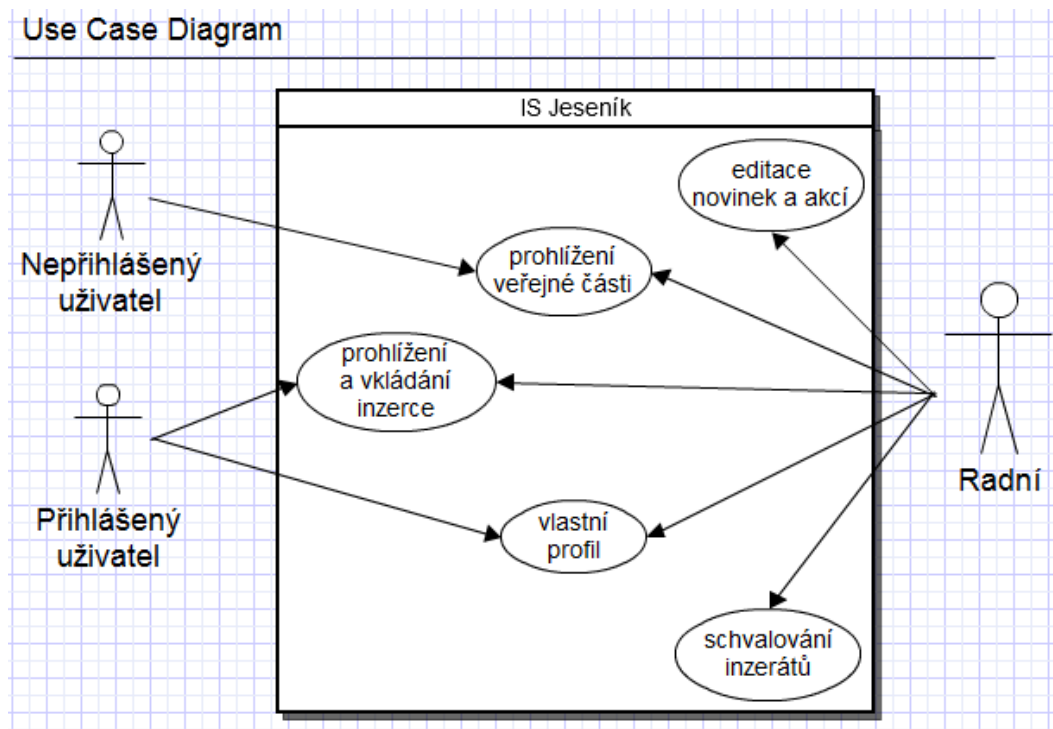 Use Case Diagram
IS Jeseník
editace
novinek a akcí
Nepřihlášený
uživatel
prohlížení
veřejné části
prohlížení
a vkládání
inzerce
Radní
Přihlášený
uživatel
vlastní
profil
schvalování
inzerátů